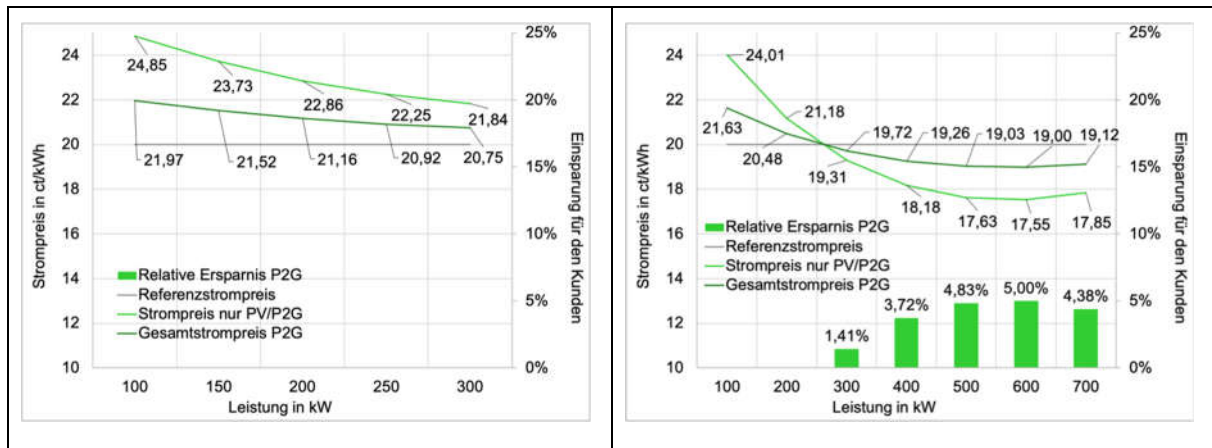 Strompreis in ct/kWh
24
22
20
18
16
14
12
10
24,85
23,73
22,86
22,25
21,84
21,97
21,52
21,16
20,92
20,75
Relative Ersparnis P2G
Referenzstrompreis
Strompreis nur PV/P2G
Gesamtstrompreis P2G
25%
20%
15%
10%
5%
0%
Einsparung für den Kunden
100 150 200 250 300
Leistung in kW
Strompreis in ct/kWh
24
22
20
18
16
14
12
10
24,01
21,18
19,72 19,26 19,03 19,00 19,12
21,63
20,48
19,31
18,18
17,63 17,55 17,85
Relative Ersparnis P2G
Referenzstrompreis
Strompreis nur PV/P2G
Gesamtstrompreis P2G
1,41%
3,72%
4,83%
5,00%
4,38%
25%
20%
15%
10%
5%
0%
Einsparung für den Kunden
100 200 300 400 500 600 700
Leistung in kW